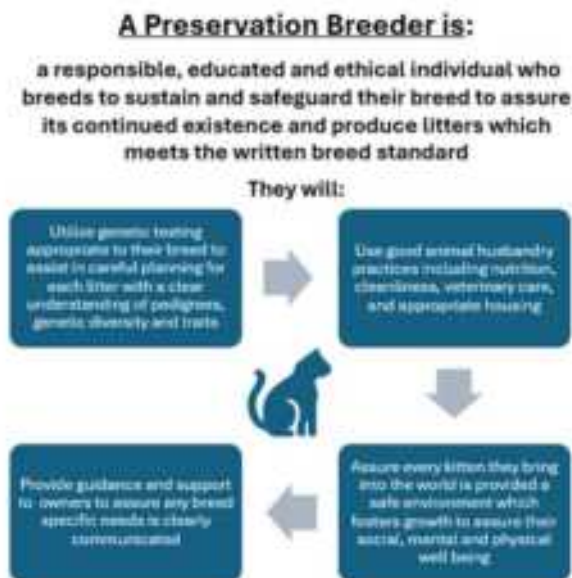 A Preservation Breeder is:
a responsible, educated and ethical individual who
breeds to sustain and safeguard their breed to assure
its continued existence and produce litters which
meets the written breed standard
They will:
Utilize genetic testing
appropriate to their breed to
assist in careful planning for
each litter with a clear
understanding of pedigrees,
genetic diversity and traits
Use good animal husbandry
practices including nutrition,
cleanliness, veterinary care,
and appropriate housing
Assure every kitten they bring
into the world is provided a
safe environment which
fosters growth to assure their
social, mental and physical
well being
Provide guidance and support
to owners to assure any breed
specific needs is clearly
communicated